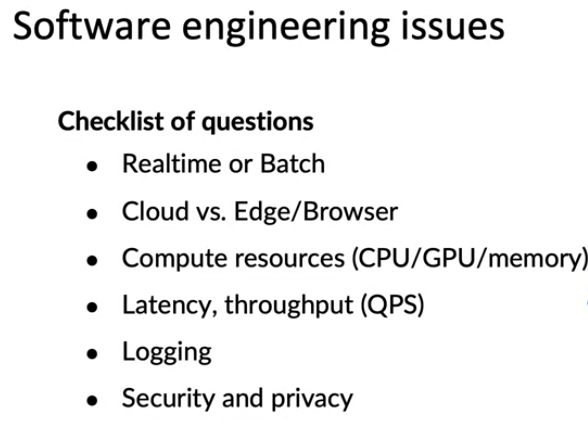 Software engineering issues
Checklist of questions
• Realtime or Batch
• Cloud vs. Edge/Browser
• Compute resources (CPU/GPU/memory)
• Latency, throughput (QPS)
• Logging
• Security and privacy